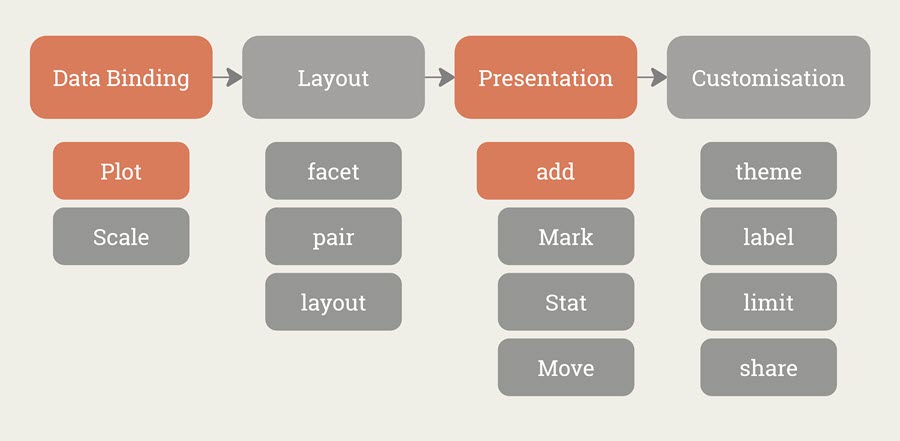 Data Binding
Layout
Presentation
Customisation
Plot
Scale
facet
pair
layout
add
Mark
Stat
Move
theme
label
limit
share